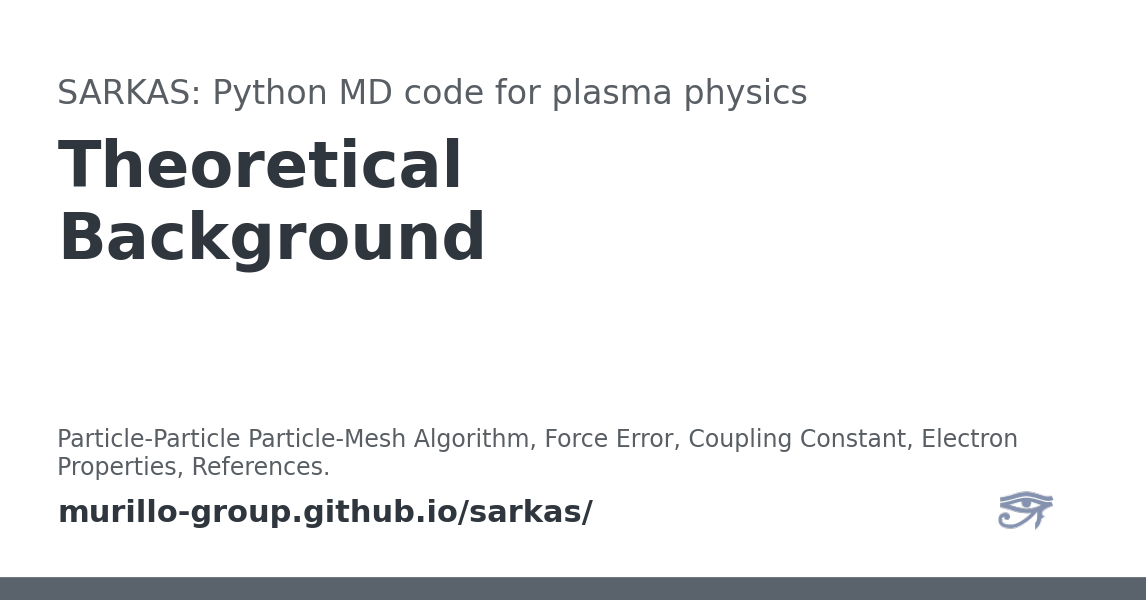 SARKAS: Python MD code for plasma physics
Theoretical
Background
Particle-Particle Particle-Mesh Algorithm, Force Error, Coupling Constant, Electron
Properties, References.
murillo-group.github.io/sarkas/